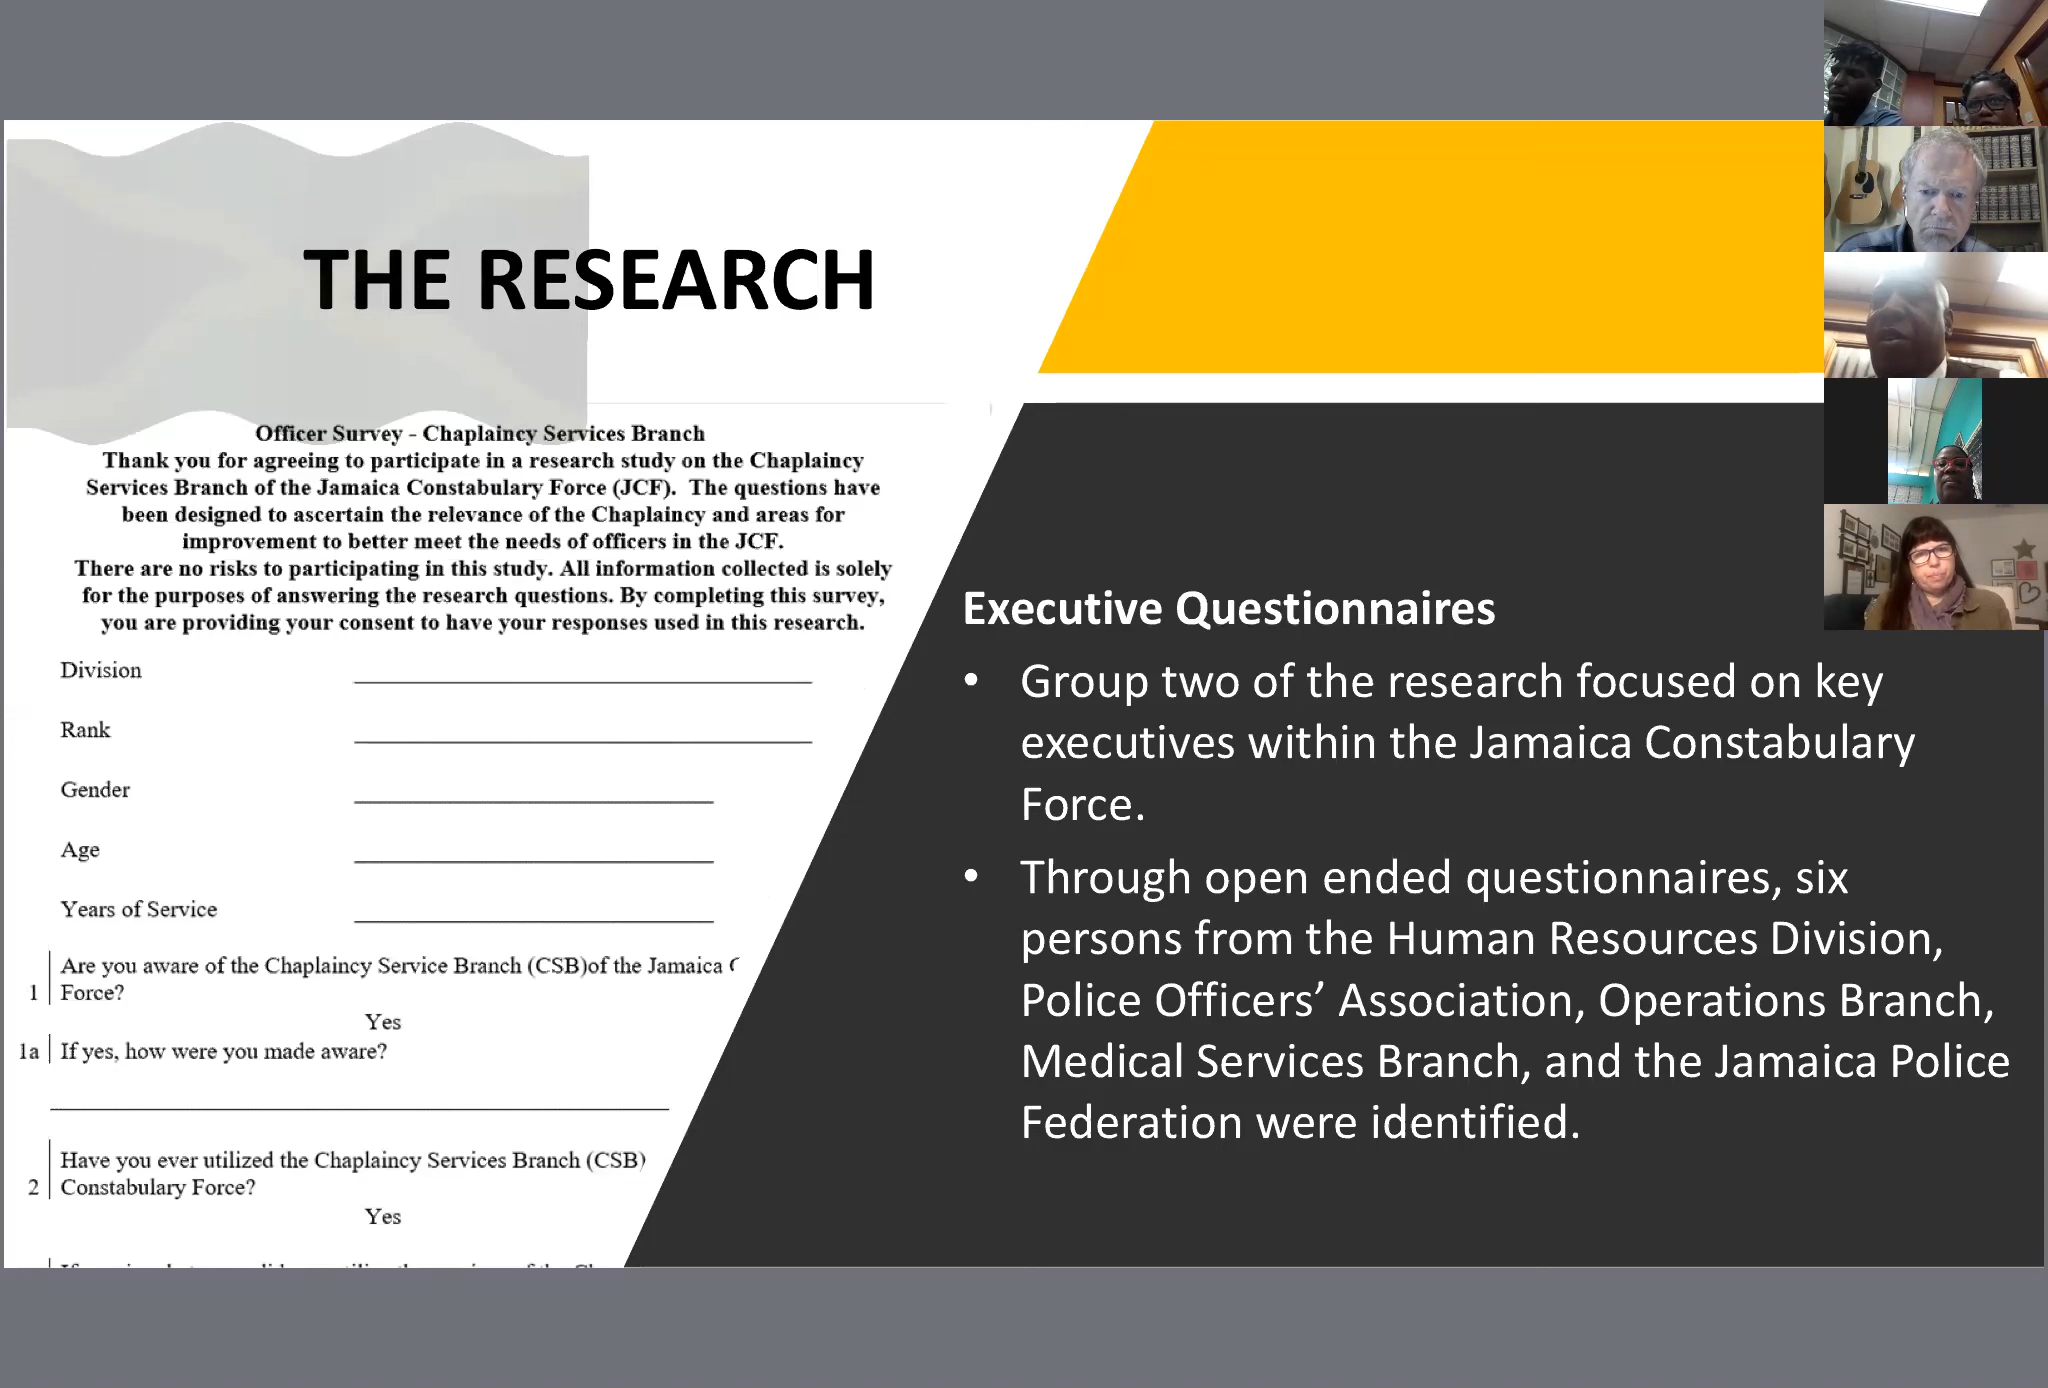 THE RESEARCH
Officer Survey - Chaplaincy Services Branch
Thank you for agreeing to participate in a research study on the Chaplaincy
Services Branch of the Jamaica Constabulary Force (JCF). The questions have
been designed to ascertain the relevance of the Chaplaincy and areas for
improvement to better meet the needs of officers in the JCF.
There are no risks to participating in this study. All information collected is solely
for the purposes of answering the research questions. By completing this survey,
you are providing your consent to have your responses used in this research.
Division
Rank
Gender
Age
Years of Service
Are you aware of the Chaplaincy Service Branch (CSB)of the Jamaica
1 Force?
Yes
1a If yes, how were you made aware?
Have you ever utilized the Chaplaincy Services Branch (CSB)
2 Constabulary Force?
Yes
Executive Questionnaires
• Group two of the research focused on key
executives within the Jamaica Constabulary
Force.
• Through open ended questionnaires, six
persons from the Human Resources Division,
Police Officers’ Association, Operations Branch,
Medical Services Branch, and the Jamaica Police
Federation were identified.